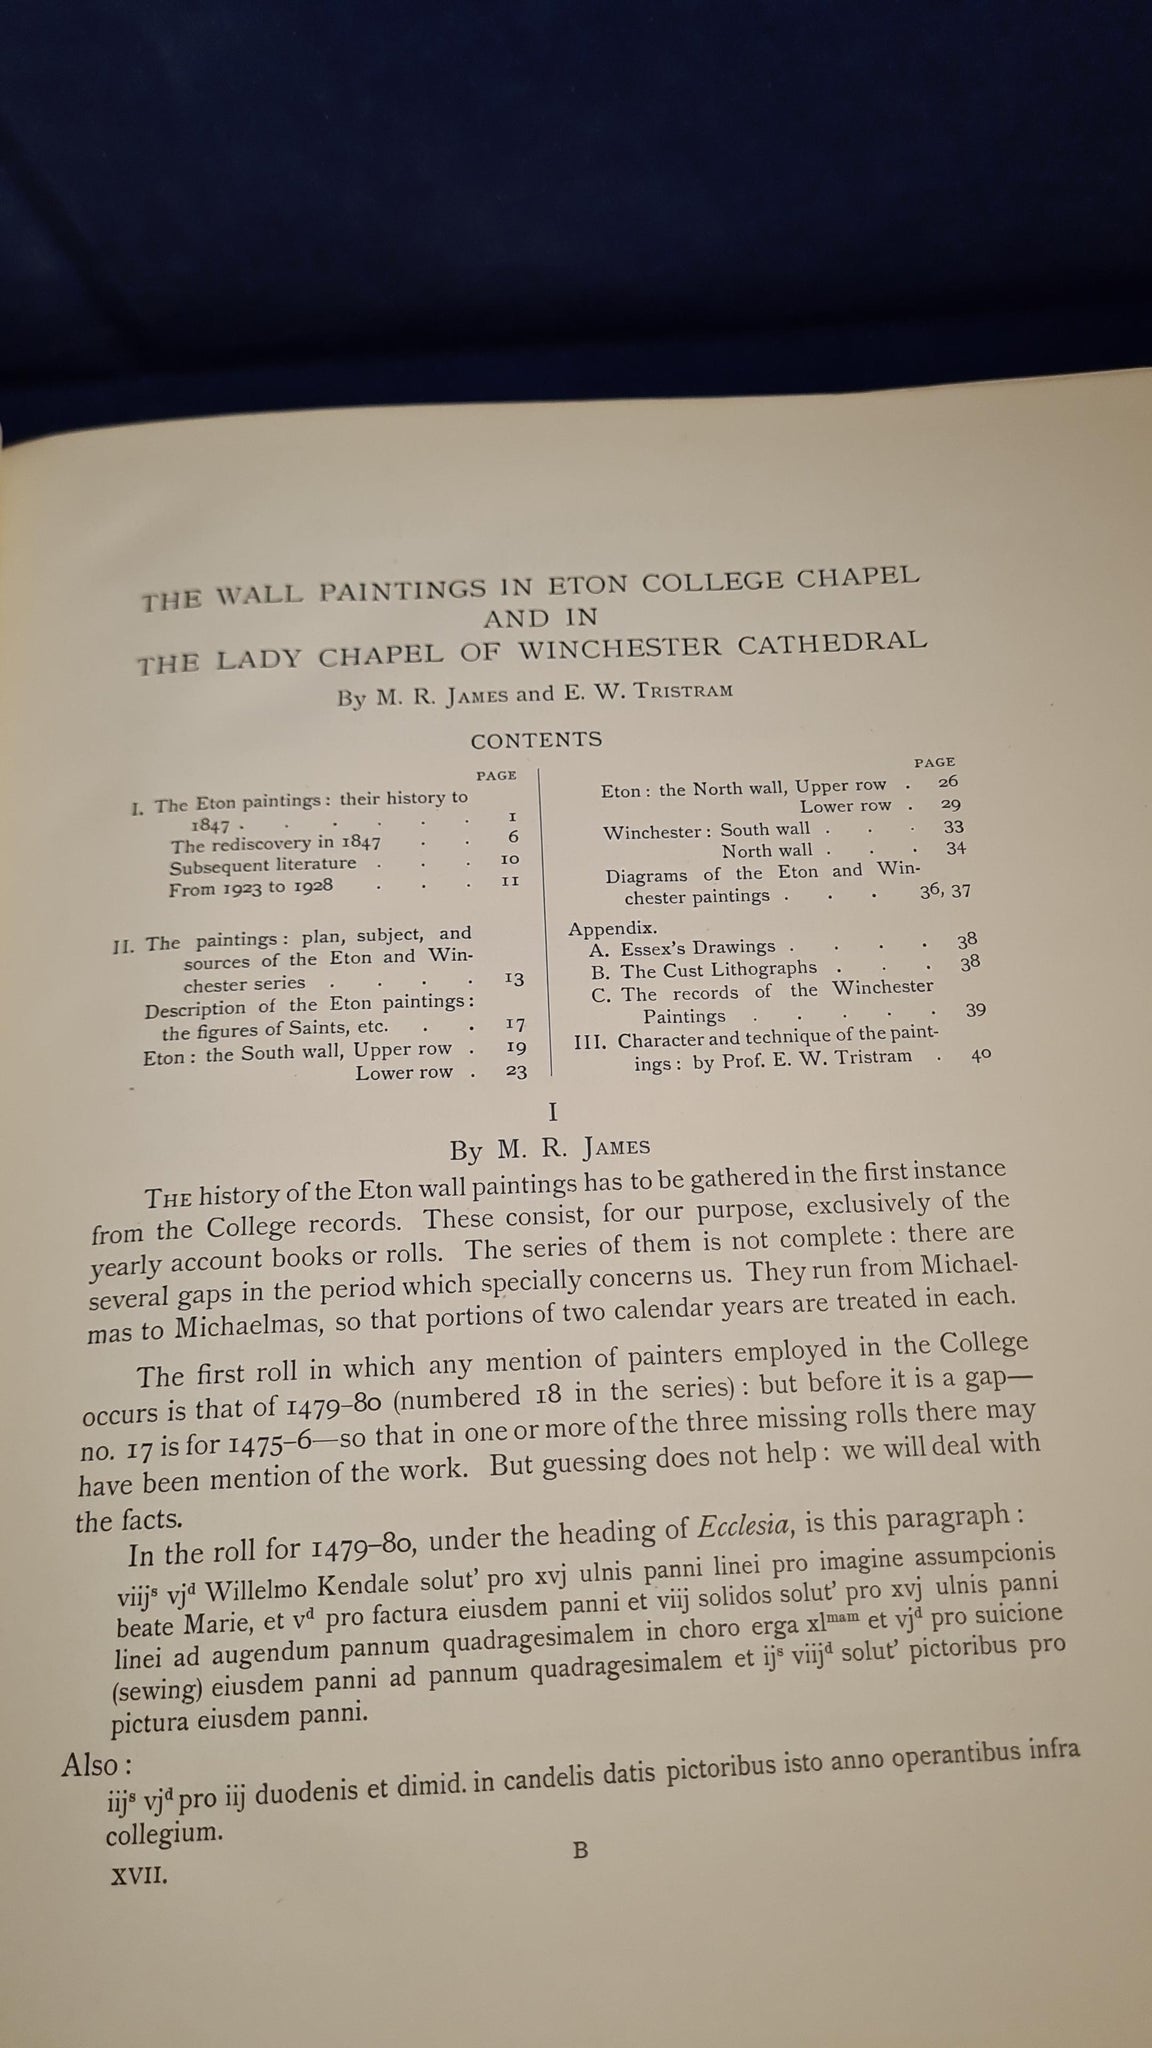 THE WALL PAINTINGS IN ETON COLLEGE CHAPEL
AND IN
THE LADY CHAPEL OF WINCHESTER CATHEDRAL
By M. R. JAMES and E. W. TRISTRAM
CONTENTS
PAGE
I. The Eton paintings: their history to
1847 . . . . . . 1
The rediscovery in 1847 . . 6
Subsequent literature . . . 10
From 1923 to 1928 . . . 11
II. The paintings: plan, subject, and
sources of the Eton and Win-
chester series . . . . 13
Description of the Eton paintings:
the figures of Saints, etc. . . 17
Eton: the South wall, Upper row . 19
Lower row . 23
PAGE
Eton: the North wall, Upper row . 26
Lower row . 29
Winchester: South wall . . . 33
North wall . . . 34
Diagrams of the Eton and Win-
chester paintings . . . 36, 37
Appendix.
A. Essex's Drawings . . . . 38
B. The Cust Lithographs . . . 38
C. The records of the Winchester
Paintings . . . . . 39
III. Character and technique of the paint-
ings: by Prof. E. W. Tristram . 40
I
By M. R. JAMES
THE history of the Eton wall paintings has to be gathered in the first instance
from the College records. These consist, for our purpose, exclusively of the
yearly account books or rolls. The series of them is not complete: there are
several gaps in the period which specially concerns us. They run from Michael-
mas to Michaelmas, so that portions of two calendar years are treated in each.
The first roll in which any mention of painters employed in the College
occurs is that of 1479–80 (numbered 18 in the series): but before it is a gap—
no. 17 is for 1475–6—so that in one or more of the three missing rolls there may
have been mention of the work. But guessing does not help: we will deal with
the facts.
In the roll for 1479–80, under the heading of Ecclesia, is this paragraph:
viijˢ vjᵈ Willelmo Kendale solut' pro xvj ulnis panni linei pro imagine assumpcionis
beate Marie, et vᵈ pro factura eiusdem panni et viij solidos solut' pro xvj ulnis panni
linei ad augendum pannum quadragesimalem in choro erga xlᵐᵃᵐ et vjᵈ pro suicione
(sewing) eiusdem panni ad pannum quadragesimalem et ijˢ viijᵈ solut' pictoribus pro
pictura eiusdem panni.
Also:
iijˢ vjᵈ pro iij duodenis et dimid. in candelis datis pictoribus isto anno operantibus infra
collegium.
XVII. B